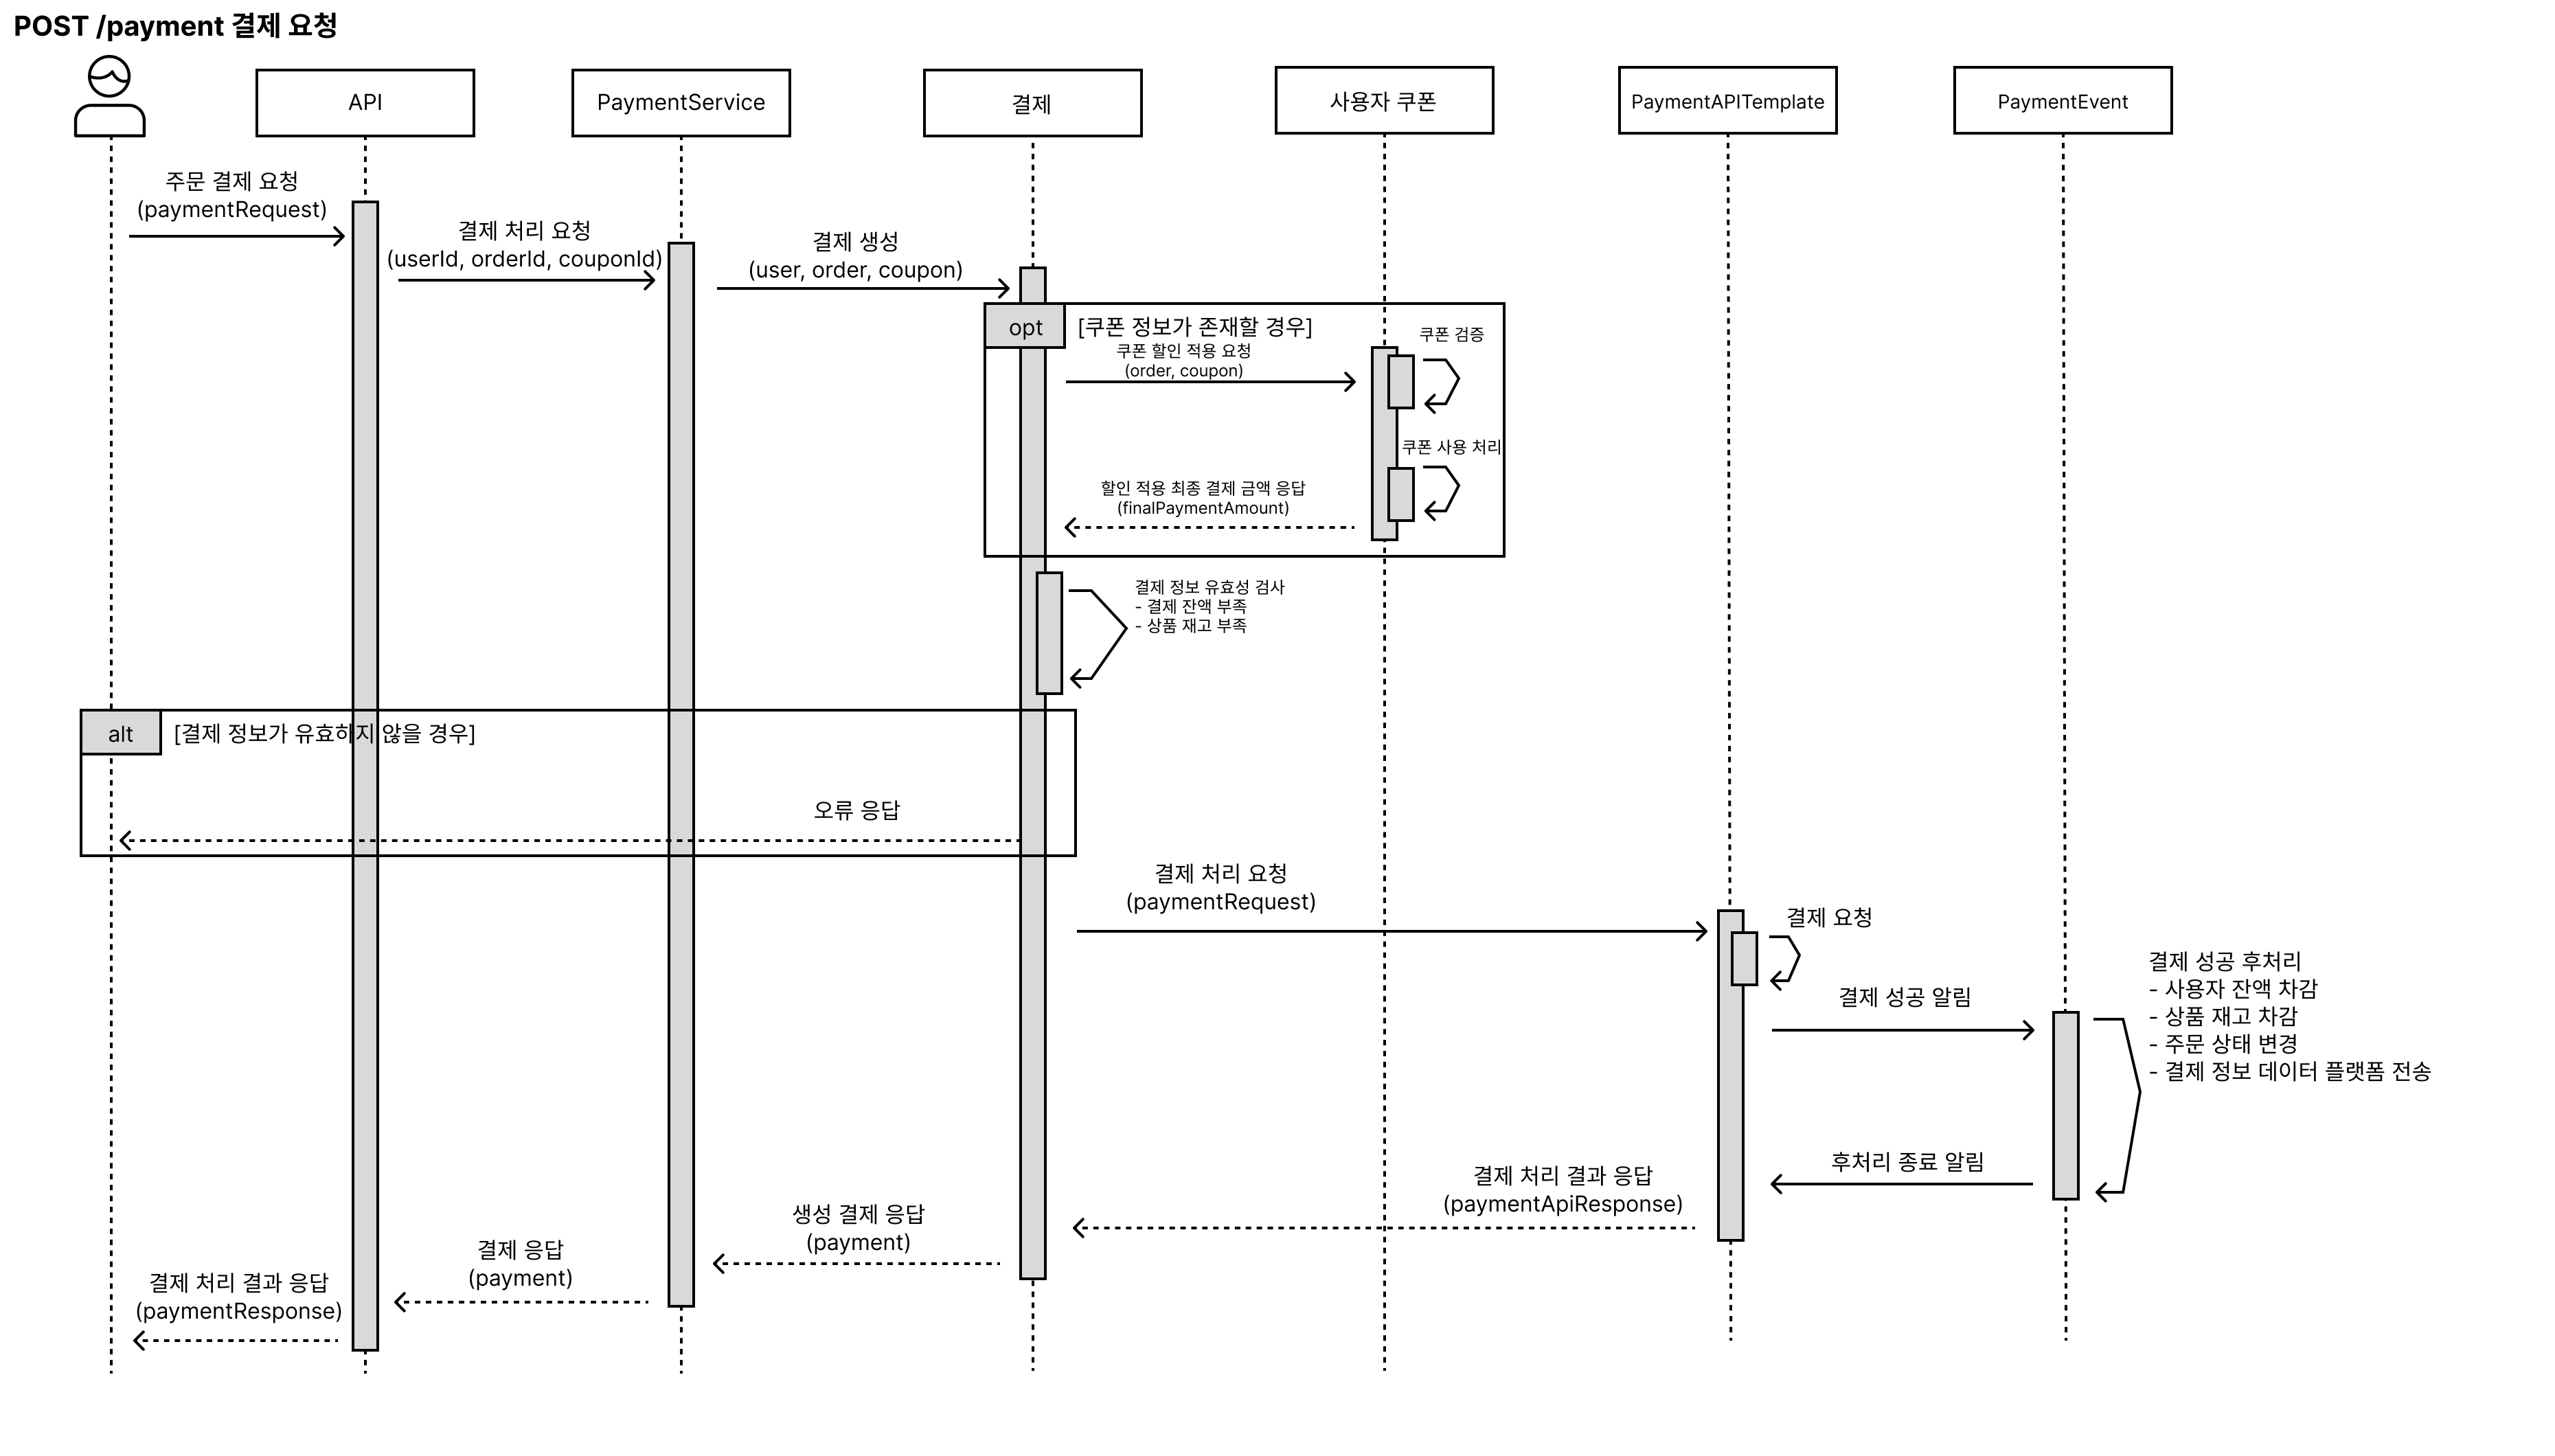 POST /payment 결제 요청
API
PaymentService
결제
사용자 쿠폰
PaymentAPITemplate
PaymentEvent
주문 결제 요청
(paymentRequest)
결제 처리 요청
(userId, orderId, couponId)
결제 생성
(user, order, coupon)
opt
[쿠폰 정보가 존재할 경우]
쿠폰 할인 적용 요청
(order, coupon)
쿠폰 검증
쿠폰 사용 처리
할인 적용 최종 결제 금액 응답
(finalPaymentAmount)
결제 정보 유효성 검사
- 결제 잔액 부족
- 상품 재고 부족
alt
[결제 정보가 유효하지 않을 경우]
오류 응답
결제 처리 요청
(paymentRequest)
결제 요청
결제 성공 알림
결제 성공 후처리
- 사용자 잔액 차감
- 상품 재고 차감
- 주문 상태 변경
- 결제 정보 데이터 플랫폼 전송
후처리 종료 알림
결제 처리 결과 응답
(paymentApiResponse)
생성 결제 응답
(payment)
결제 응답
(payment)
결제 처리 결과 응답
(paymentResponse)